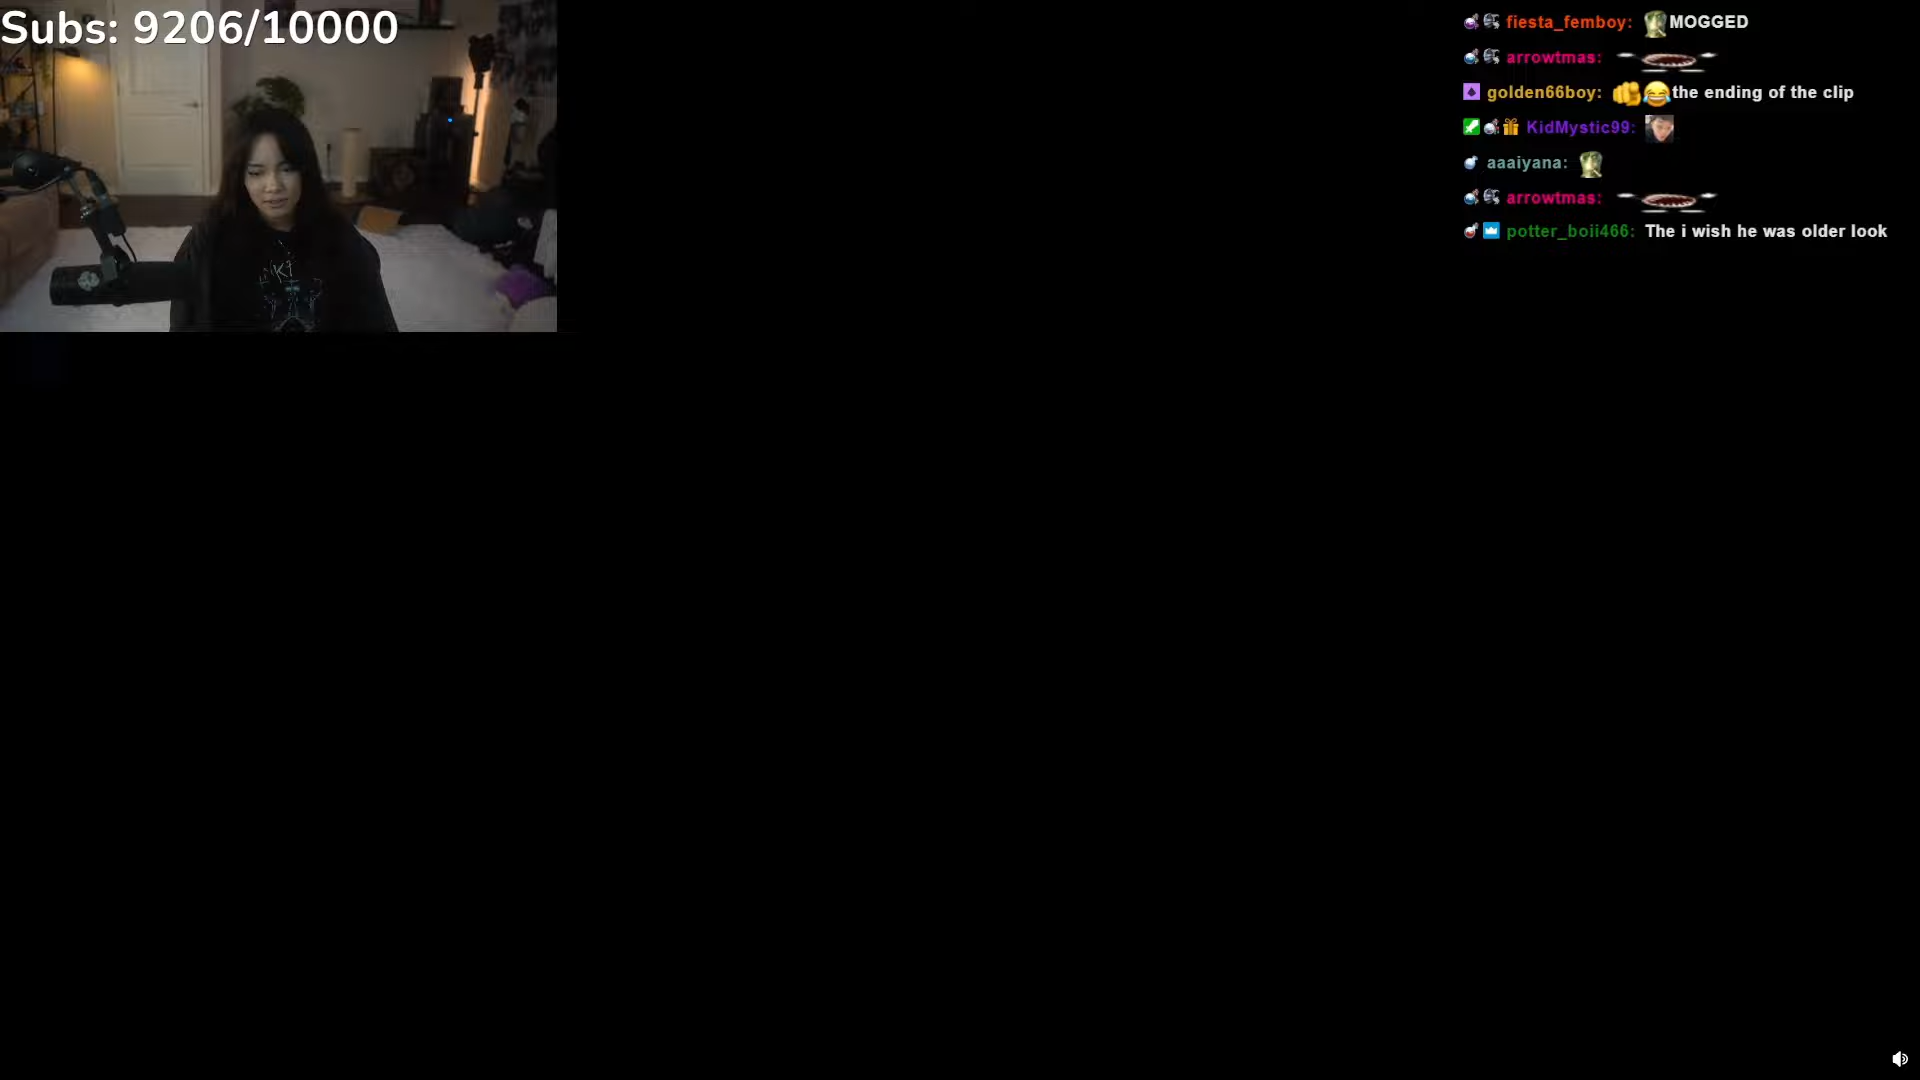 Subs: 9206/10000
fiesta_femboy: MOGGED
arrowtmas:
golden66boy: the ending of the clip
KidMystic99:
aaaiyana:
arrowtmas:
potter_boii466: The i wish he was older look